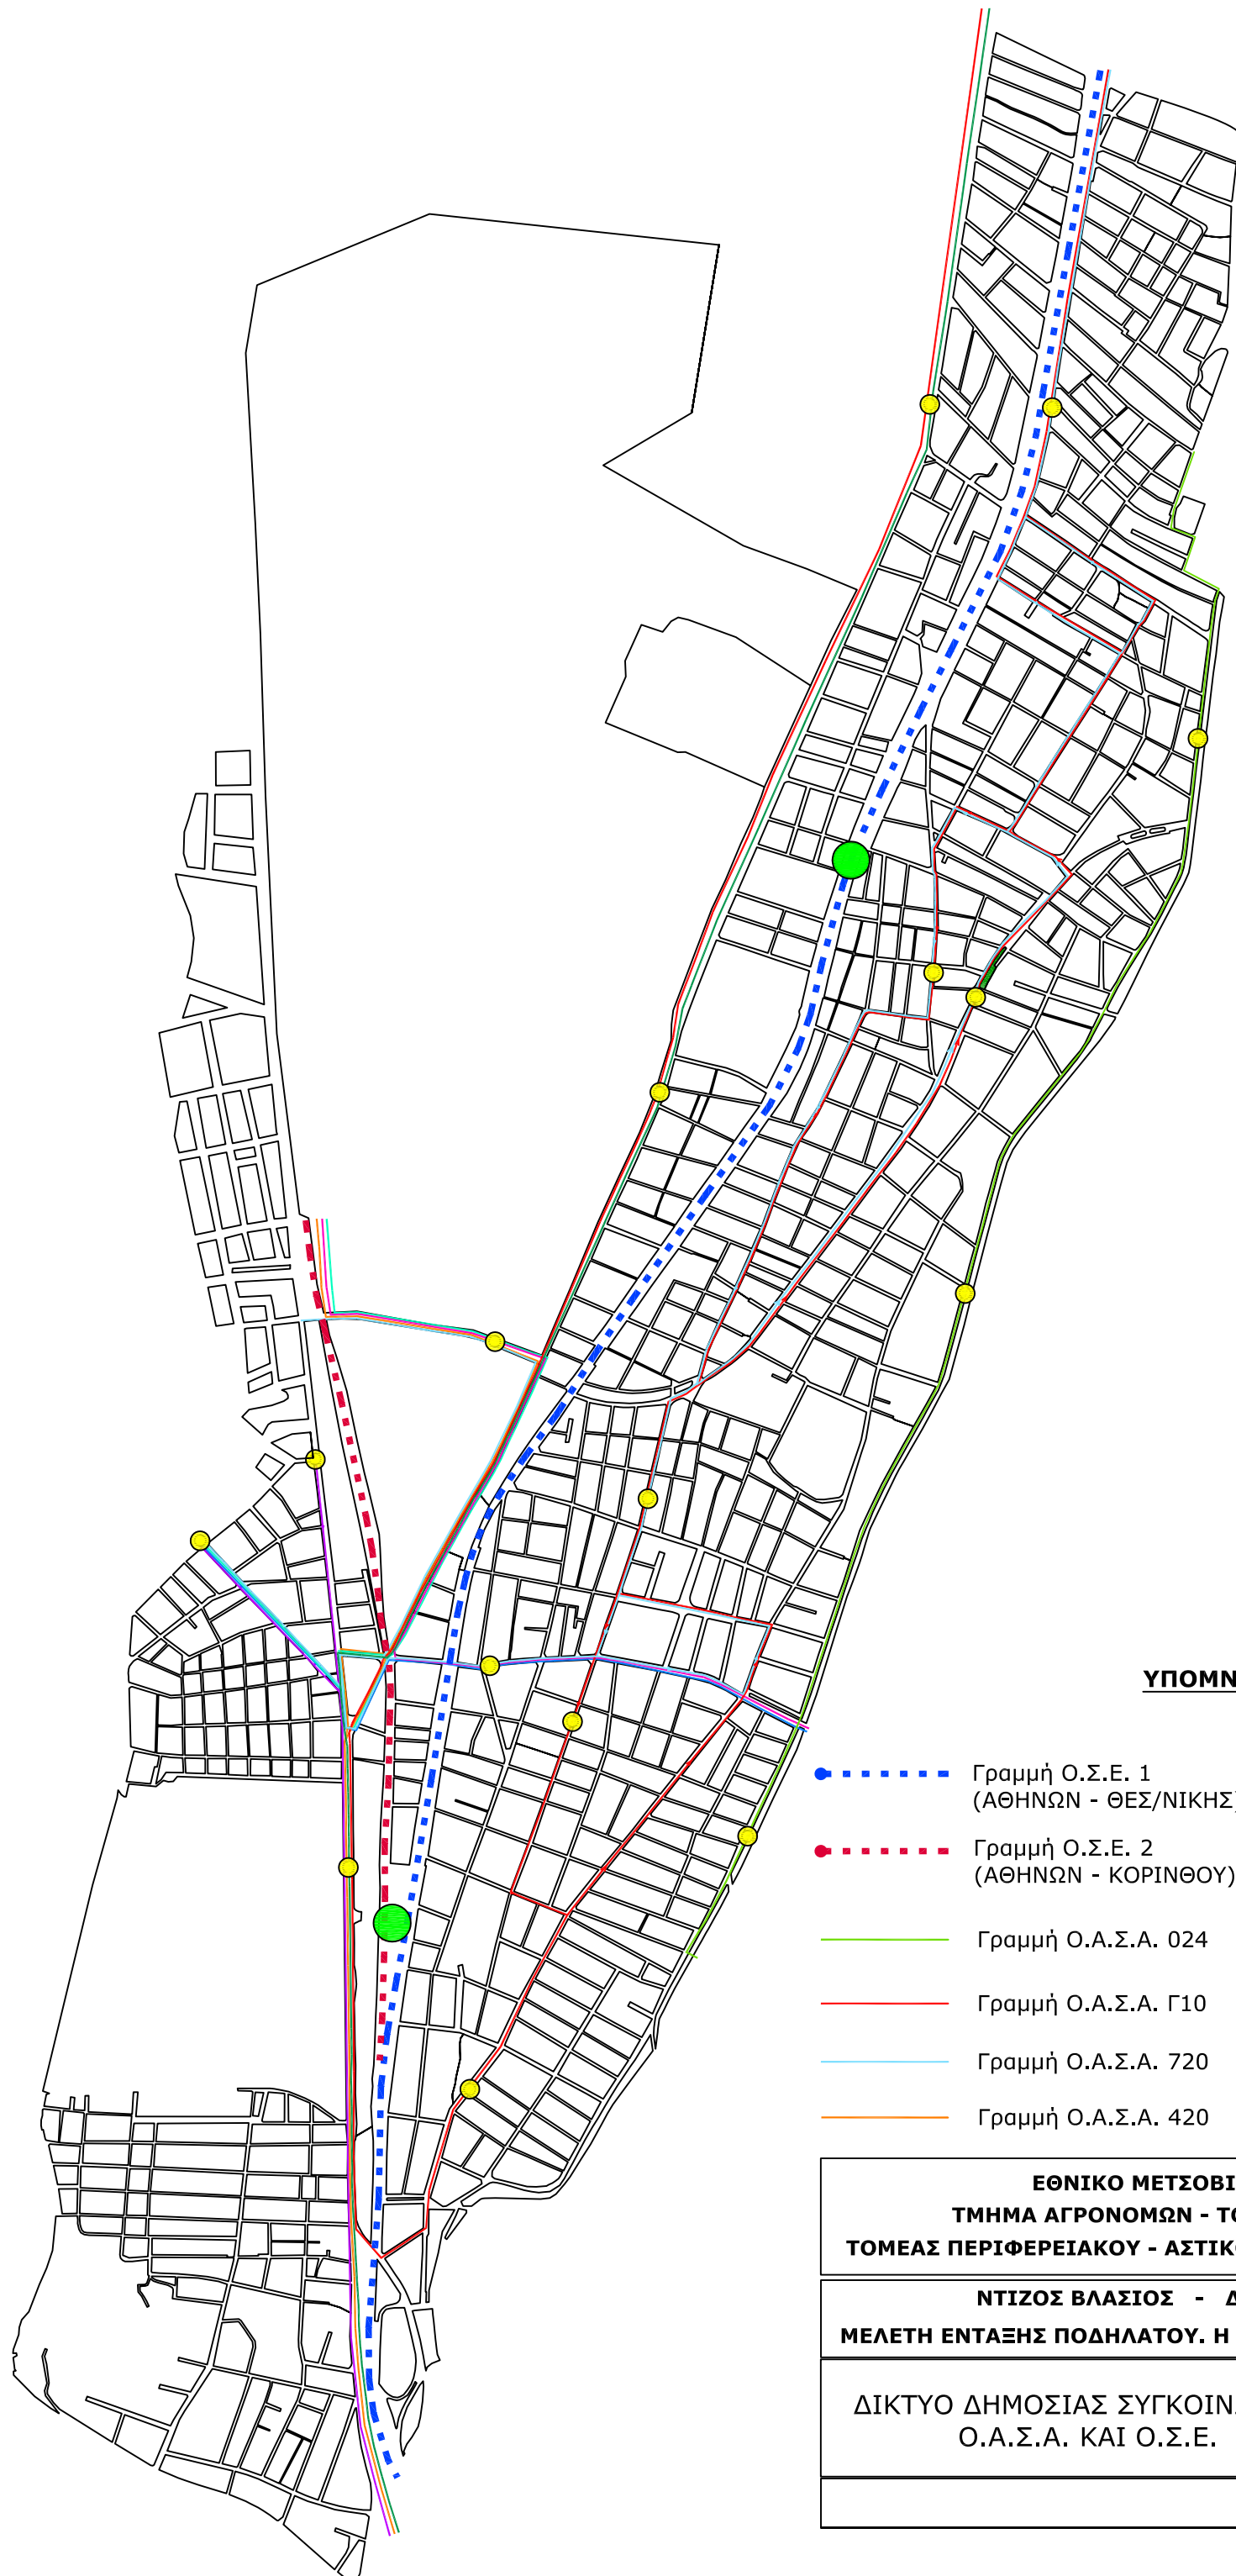 ΥΠΟΜΝ
Γραμμή Ο.Σ.Ε. 1
(ΑΘΗΝΩΝ - ΘΕΣ/ΝΙΚΗΣ)
Γραμμή Ο.Σ.Ε. 2
(ΑΘΗΝΩΝ - ΚΟΡΙΝΘΟΥ)
Γραμμή Ο.Α.Σ.Α. 024
Γραμμή Ο.Α.Σ.Α. Γ10
Γραμμή Ο.Α.Σ.Α. 720
Γραμμή Ο.Α.Σ.Α. 420
ΕΘΝΙΚΟ ΜΕΤΣΟΒΙ
ΤΜΗΜΑ ΑΓΡΟΝΟΜΩΝ - ΤΟ
ΤΟΜΕΑΣ ΠΕΡΙΦΕΡΕΙΑΚΟΥ - ΑΣΤΙΚΟ
ΝΤΙΖΟΣ ΒΛΑΣΙΟΣ - Δ
ΜΕΛΕΤΗ ΕΝΤΑΞΗΣ ΠΟΔΗΛΑΤΟΥ. Η
ΔΙΚΤΥΟ ΔΗΜΟΣΙΑΣ ΣΥΓΚΟΙΝ
Ο.Α.Σ.Α. ΚΑΙ Ο.Σ.Ε.